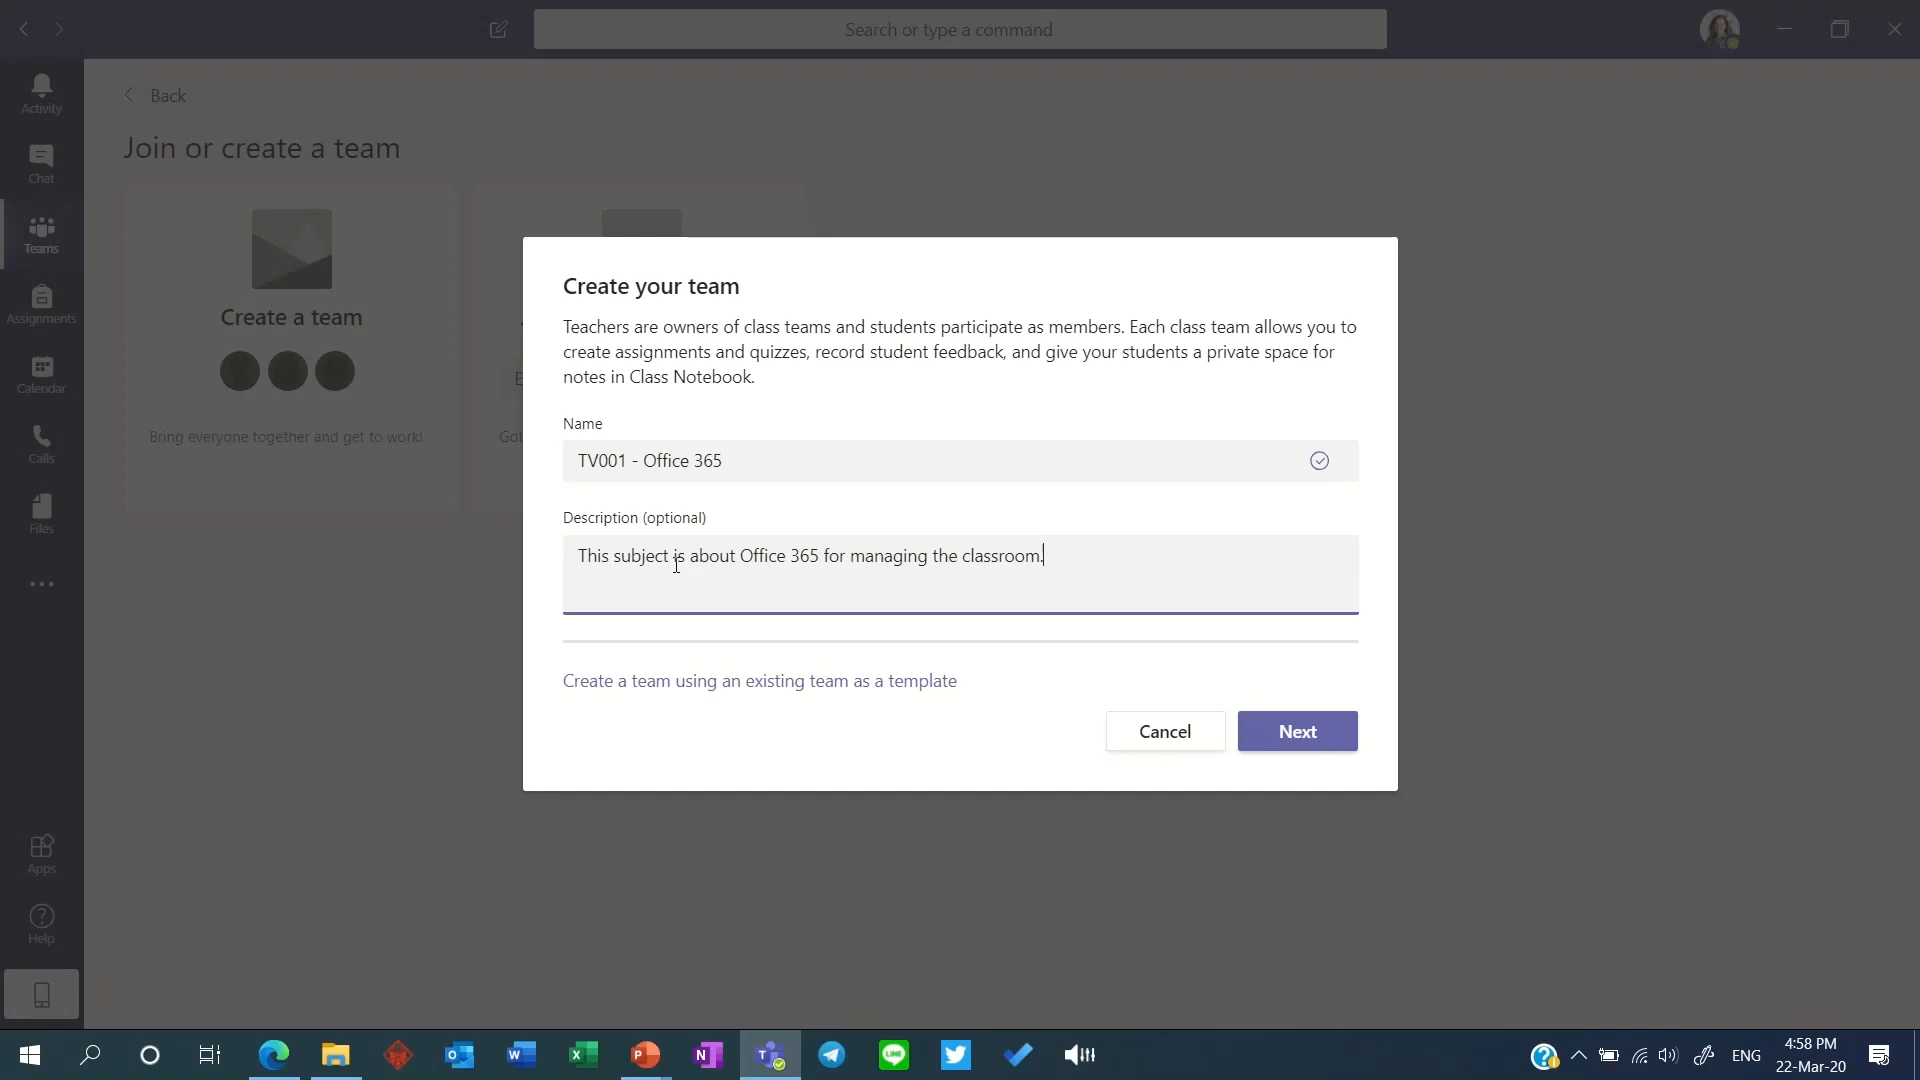 Search or type a command
Activity
Chat
Teams
Assignments
Calendar
Calls
Files
Apps
Help
Back
Join or create a team
Create a team
Bring everyone together and get to work!
E
Got
Create your team
Teachers are owners of class teams and students participate as members. Each class team allows you to
create assignments and quizzes, record student feedback, and give your students a private space for
notes in Class Notebook.
Name
TV001 - Office 365
Description (optional)
This subject is about Office 365 for managing the classroom.
Create a team using an existing team as a template
Cancel
Next
ENG
4:58 PM
22-Mar-20